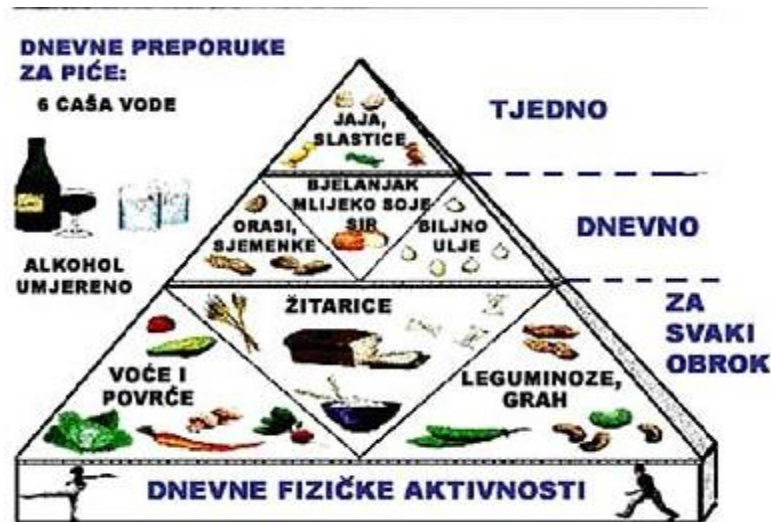 DNEVNE PREPORUKE
ZA PIĆE:
6 CAŠA VODE
ALKOHOL
UMJERENO
JAJA,
SLASTICE
TJEDNO
BJELANJAK
MLIJEKO SOJE
SIR
ORASI,
SJEMENKE
BILJNO
ULJE
DNEVNO
ŽITARICE
VOĆE I
POVRČE
LEGUMINOZE,
GRAH
ZA
SVAKI
OBROK
DNEVNE FIZIČKE AKTIVNOSTI